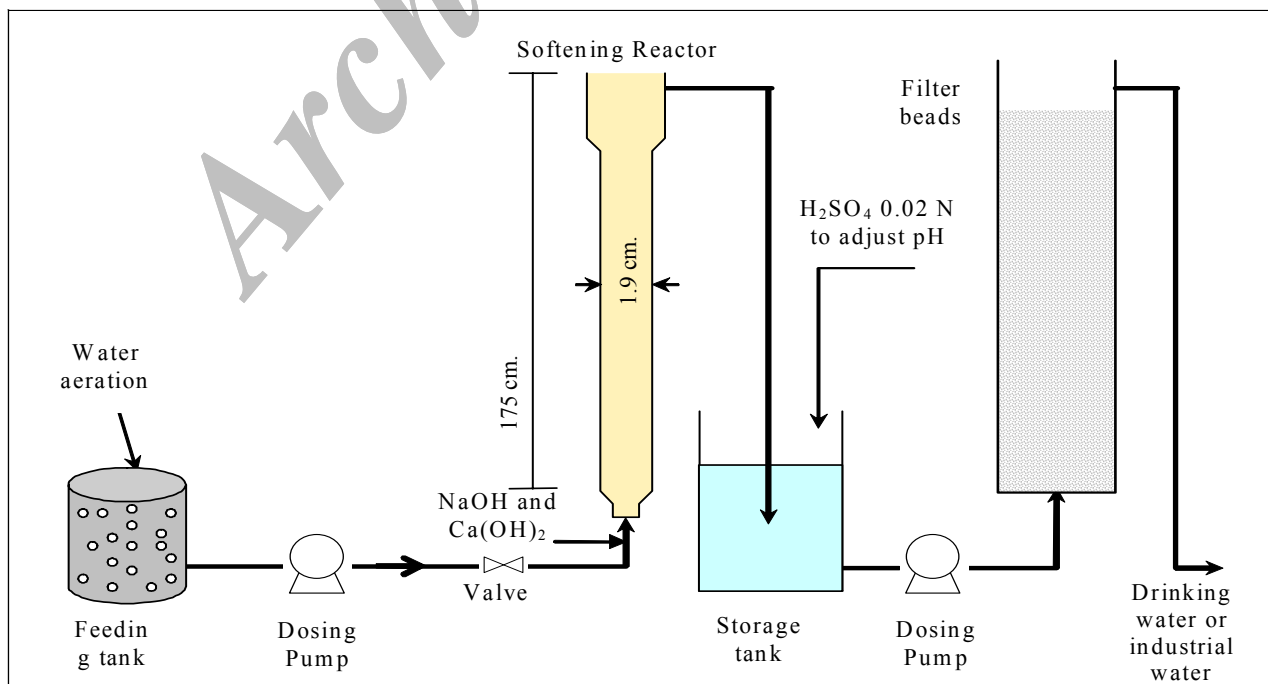 Arch
Softening Reactor
Filter
beads
H₂SO₄ 0.02 N
to adjust pH
1.9 cm.
175 cm.
Water
aeration
NaOH and
Ca(OH)₂
Valve
Feedin
g tank
Dosing
Pump
Storage
tank
Dosing
Pump
Drinking
water or
industrial
water